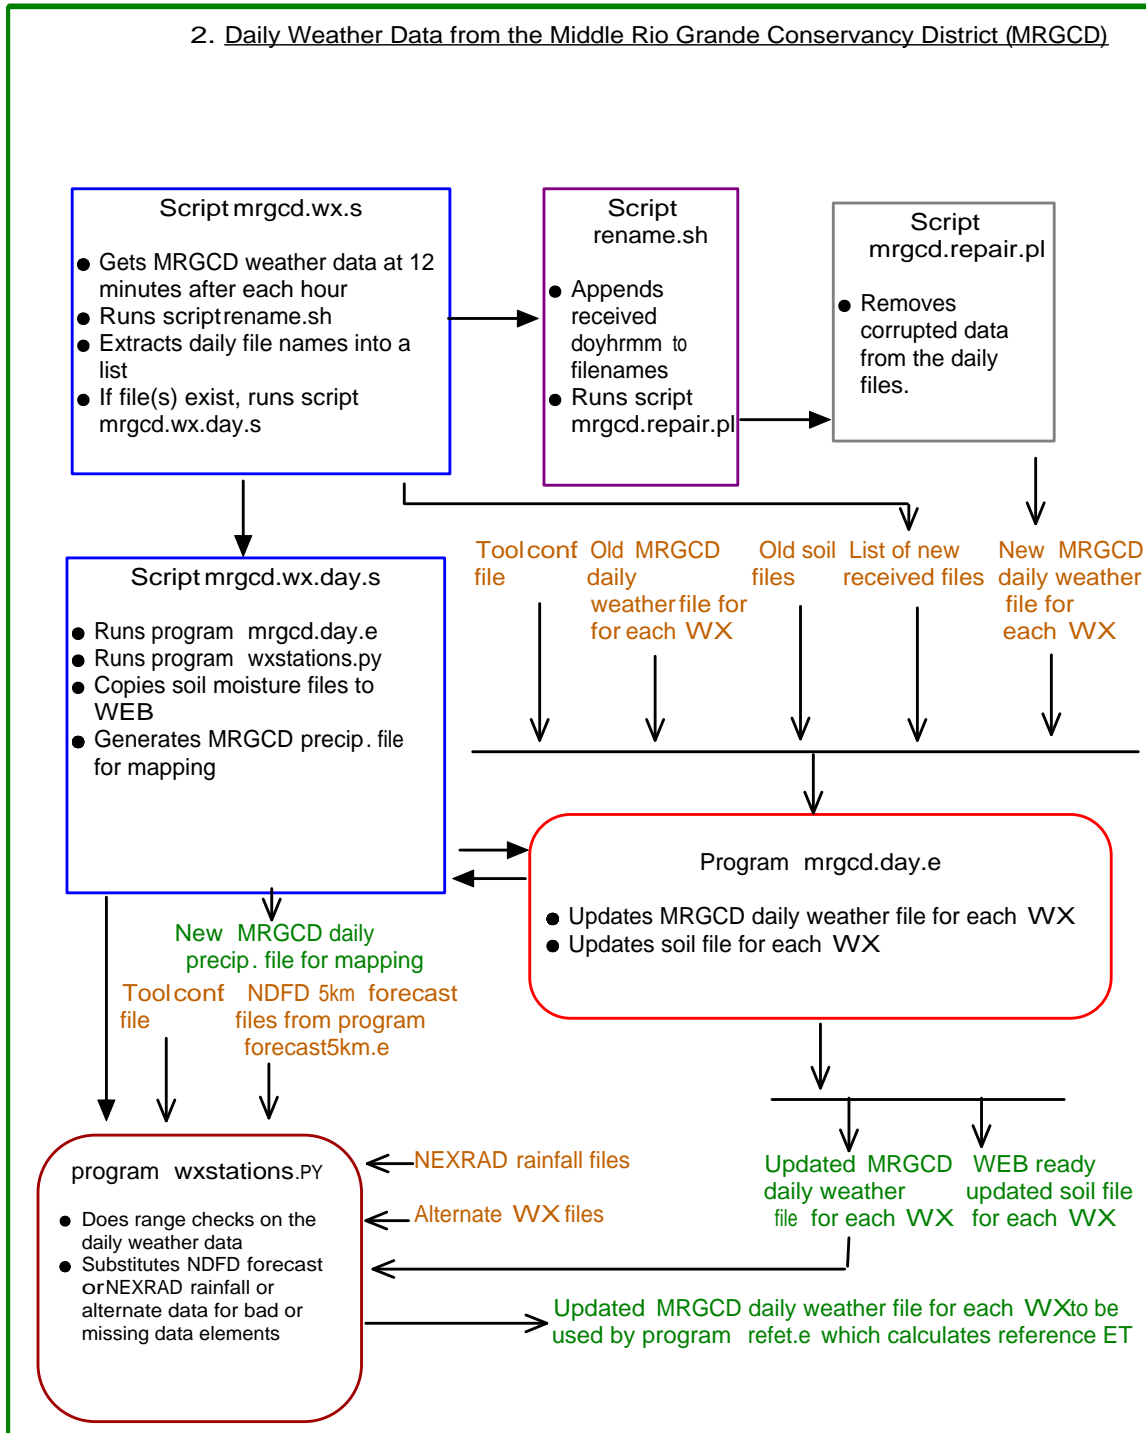 2. Daily Weather Data from the Middle Rio Grande Conservancy District (MRGCD)
Script mrgcd.wx.s
● Gets MRGCD weather data at 12
minutes after each hour
● Runs script rename.sh
● Extracts daily file names into a
list
● If file(s) exist, runs script
mrgcd.wx.day.s
Script
rename.sh
● Appends
received
doyhrmm to
filenames
● Runs script
mrgcd.repair.pl
Script
mrgcd.repair.pl
● Removes
corrupted data
from the daily
files.
Script mrgcd.wx.day.s
● Runs program mrgcd.day.e
● Runs program wxstations.py
● Copies soil moisture files to
WEB
● Generates MRGCD precip. file
for mapping
Tool conf
file
Old MRGCD
daily
weather file for
for each WX
Old soil
files
List of new
received files
New MRGCD
daily weather
file for
each WX
Program mrgcd.day.e
● Updates MRGCD daily weather file for each WX
● Updates soil file for each WX
New MRGCD daily
precip. file for mapping
Tool conf
file
NDFD 5km forecast
files from program
forecast5km.e
program wxstations.PY
● Does range checks on the
daily weather data
● Substitutes NDFD forecast
or NEXRAD rainfall or
alternate data for bad or
missing data elements
NEXRAD rainfall files
Alternate WX files
Updated MRGCD
daily weather
file for each WX
WEB ready
updated soil file
for each WX
Updated MRGCD daily weather file for each WX to be
used by program refet.e which calculates reference ET